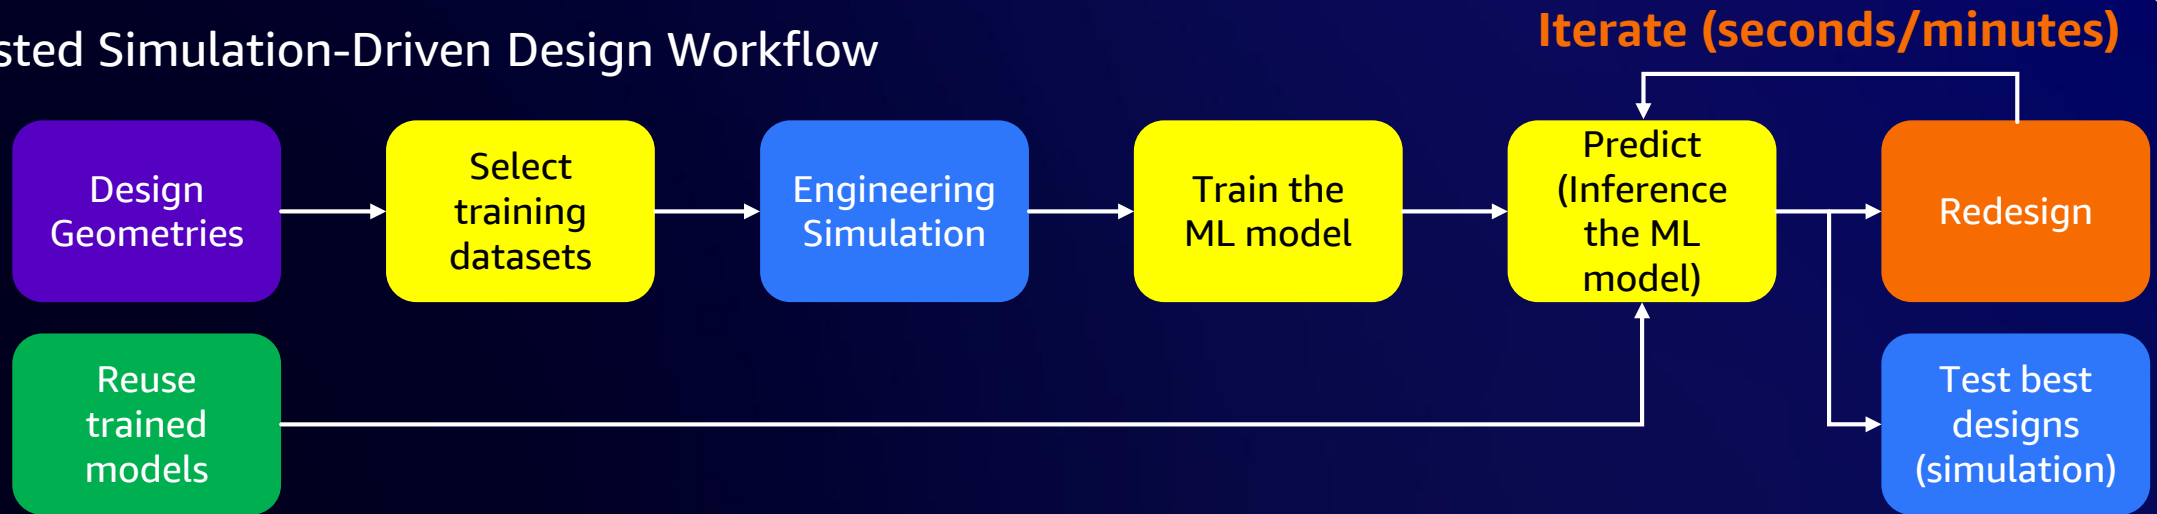 sted Simulation-Driven Design Workflow
Iterate (seconds/minutes)
Design
Geometries
Select
training
datasets
Engineering
Simulation
Train the
ML model
Predict
(Inference
the ML
model)
Redesign
Reuse
trained
models
Test best
designs
(simulation)